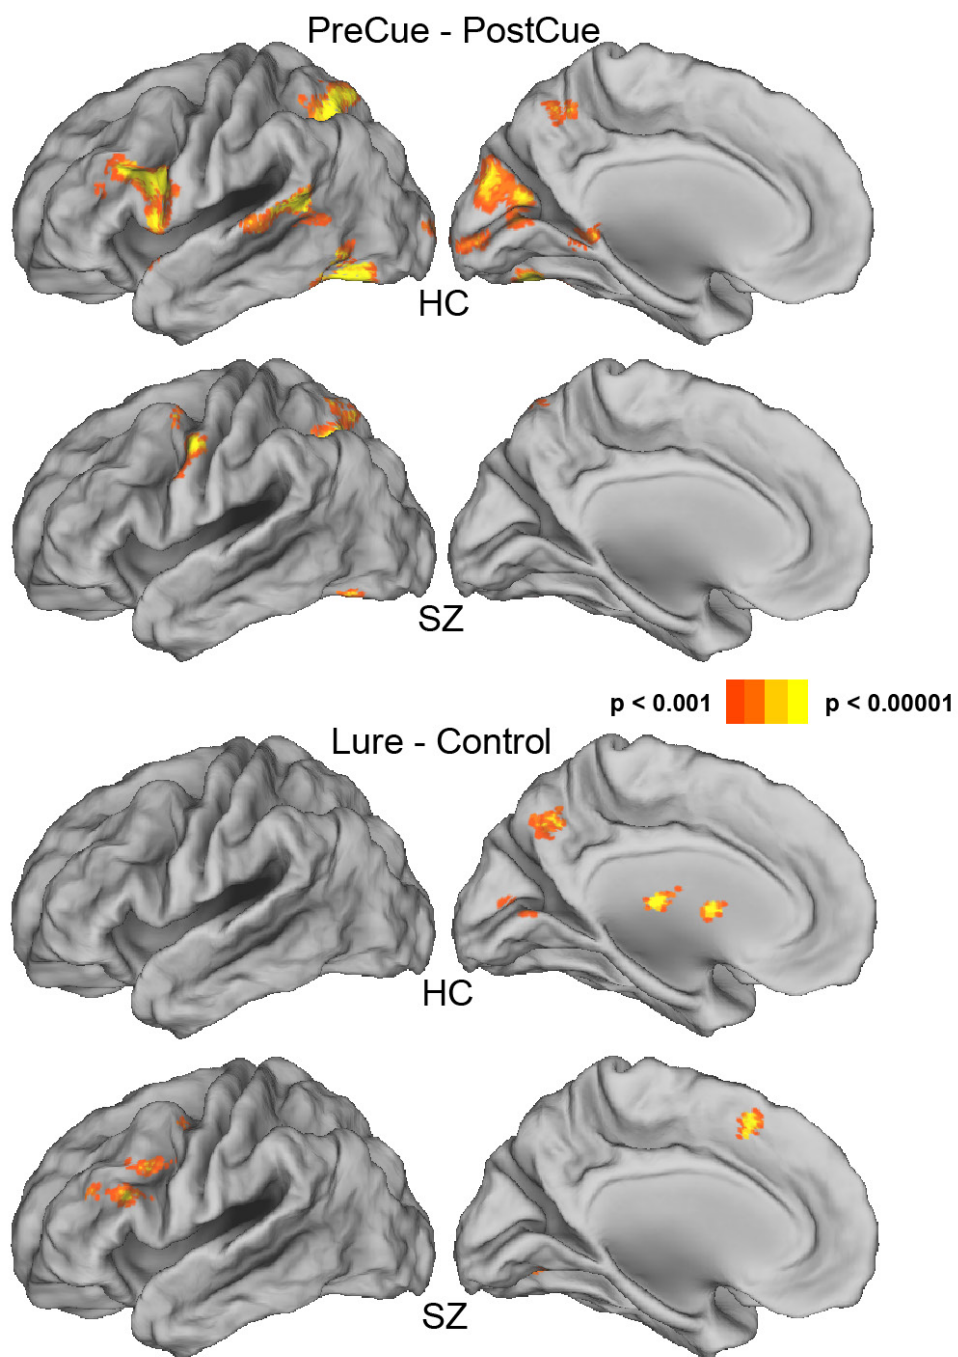 PreCue - PostCue
HC
SZ
p < 0.001 p < 0.00001
Lure - Control
HC
SZ